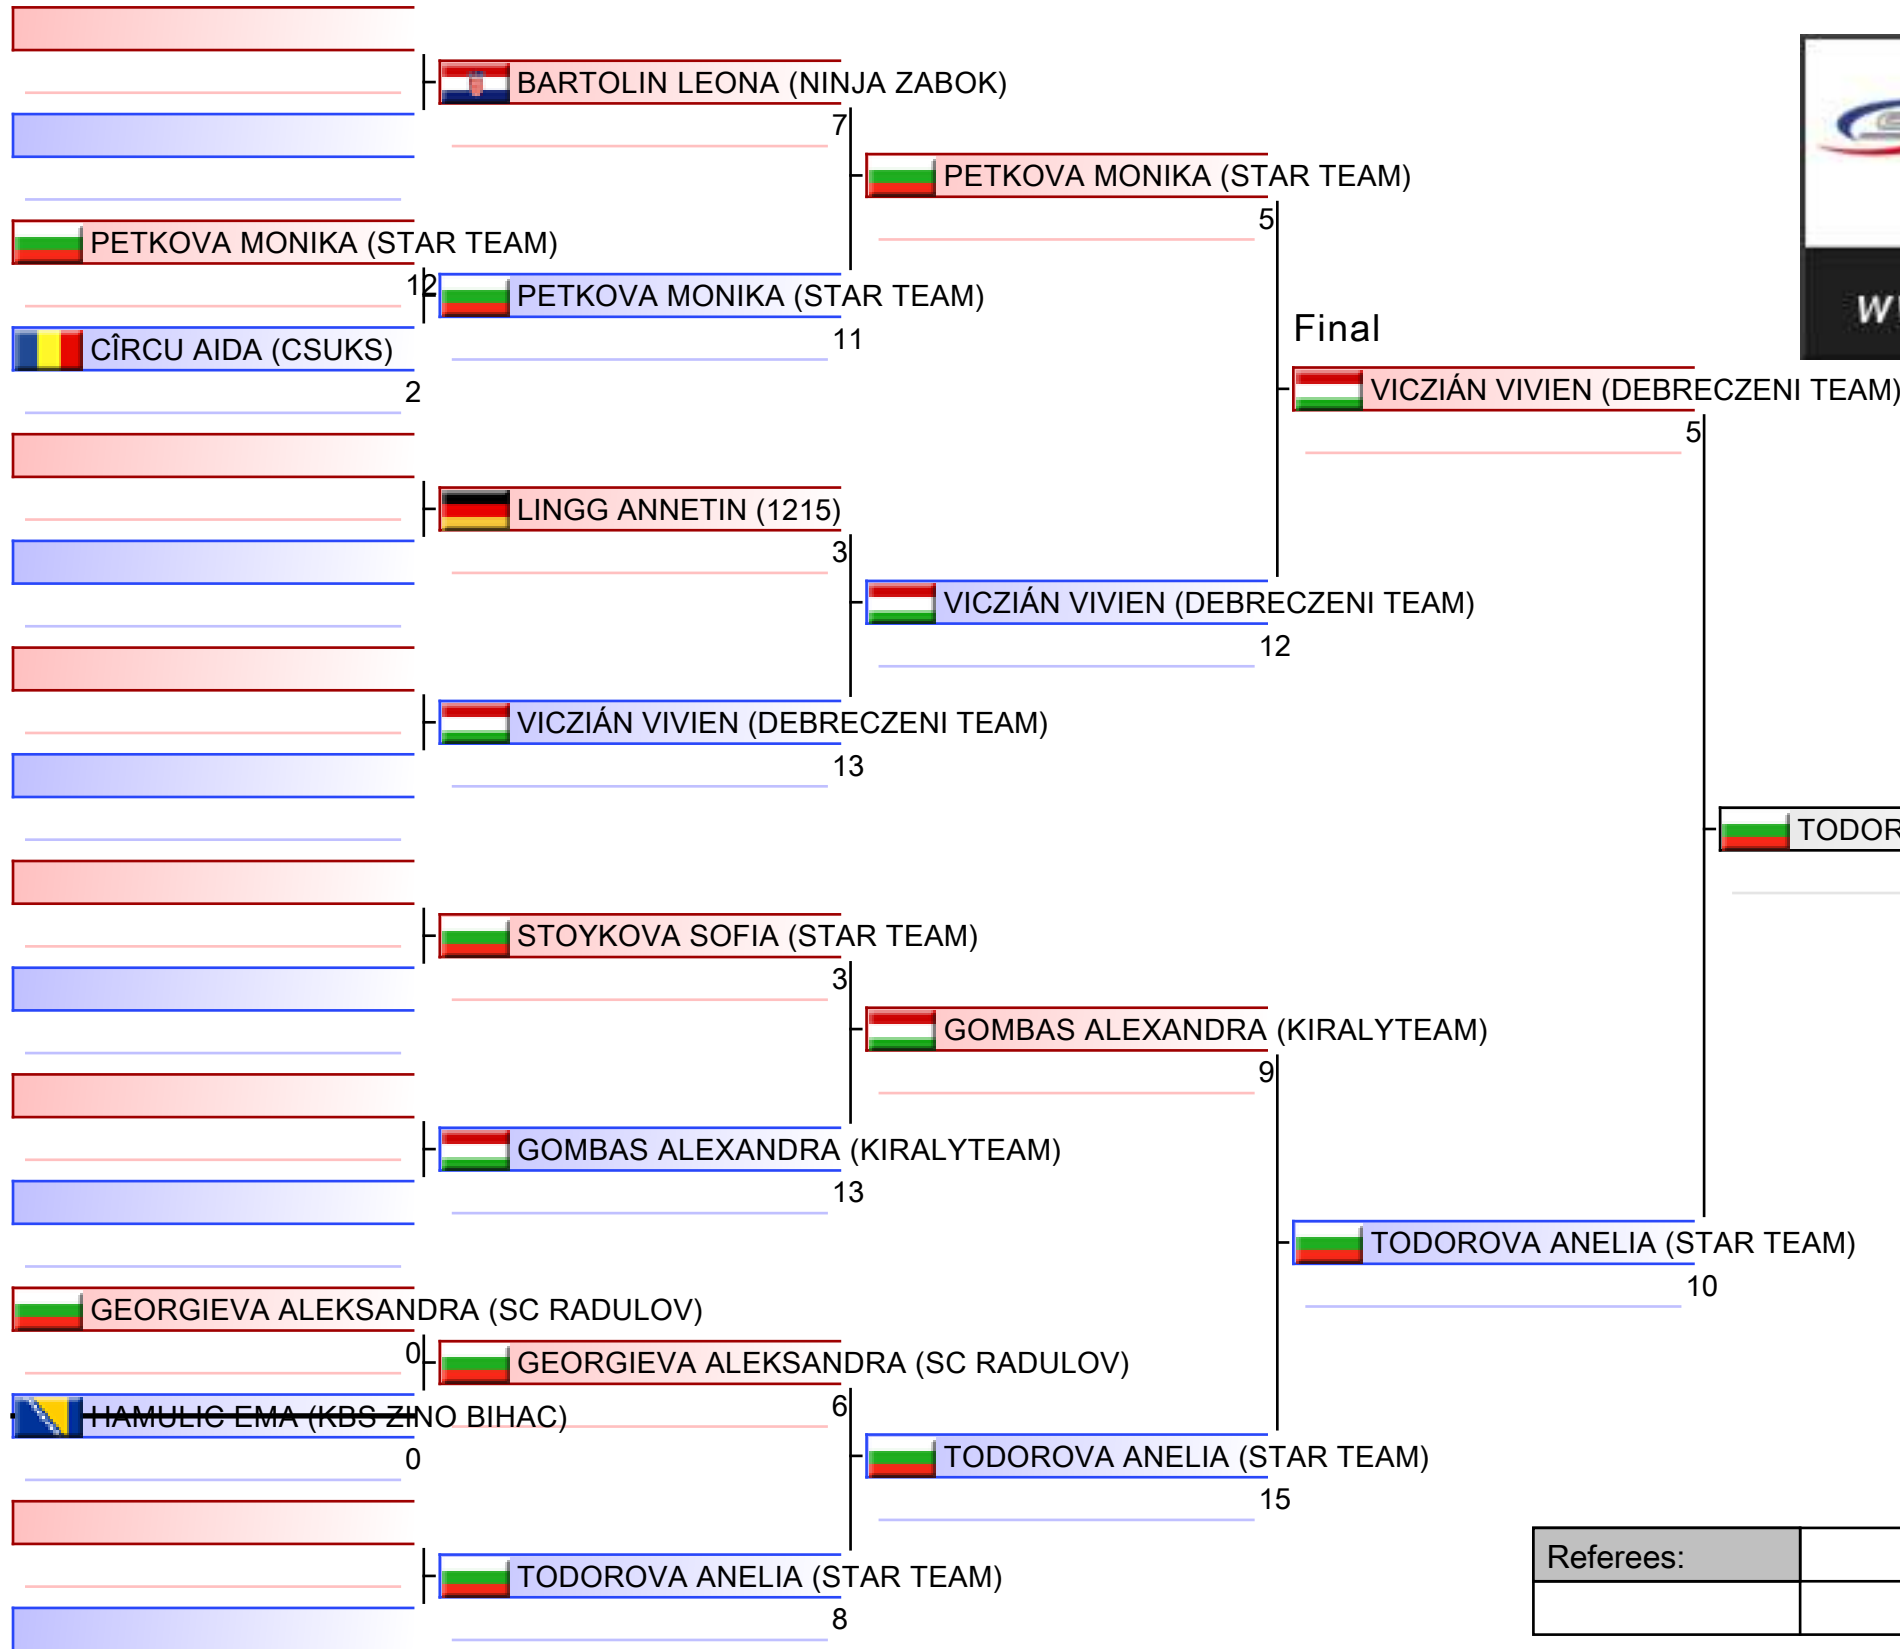 BARTOLIN LEONA (NINJA ZABOK)
7
PETKOVA MONIKA (STAR TEAM)
5
PETKOVA MONIKA (STAR TEAM)
12
PETKOVA MONIKA (STAR TEAM)
11
CÎRCU AIDA (CSUKS)
2
Final
VICZIÁN VIVIEN (DEBRECZENI TEAM)
5
LINGG ANNETIN (1215)
3
VICZIÁN VIVIEN (DEBRECZENI TEAM)
12
VICZIÁN VIVIEN (DEBRECZENI TEAM)
13
TODOR
STOYKOVA SOFIA (STAR TEAM)
3
GOMBAS ALEXANDRA (KIRALYTEAM)
9
GOMBAS ALEXANDRA (KIRALYTEAM)
13
TODOROVA ANELIA (STAR TEAM)
10
GEORGIEVA ALEKSANDRA (SC RADULOV)
0
GEORGIEVA ALEKSANDRA (SC RADULOV)
6
HAMULIC EMA (KBS ZINO BIHAC)
0
TODOROVA ANELIA (STAR TEAM)
15
TODOROVA ANELIA (STAR TEAM)
8
Referees: